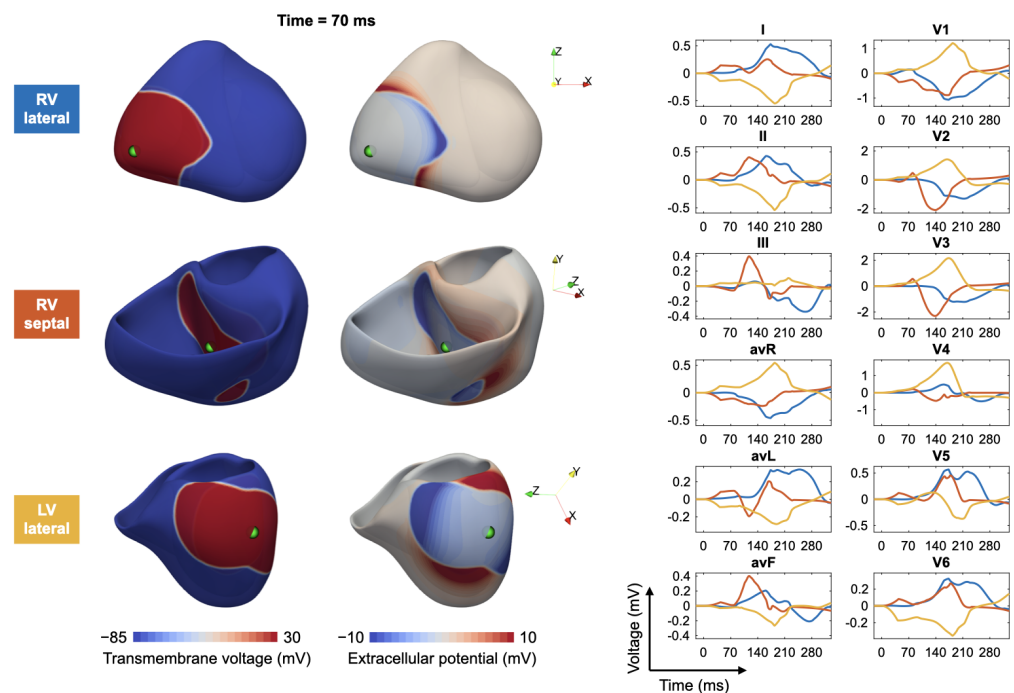 Time = 70 ms
RV
lateral
Z
Y
X
RV
septal
Y
Z
X
LV
lateral
Y
Z
X
−85
30
Transmembrane voltage (mV)
−10
10
Extracellular potential (mV)
I
0.5
0
-0.5
0 70 140 210 280
V1
1
0
-1
0 70 140 210 280
II
0.5
0
-0.5
0 70 140 210 280
V2
2
0
-2
0 70 140 210 280
III
0.4
0.2
0
-0.2
-0.4
0 70 140 210 280
V3
2
0
-2
0 70 140 210 280
avR
0.5
0
-0.5
0 70 140 210 280
V4
1
0
-1
0 70 140 210 280
avL
0.2
0
-0.2
0 70 140 210 280
V5
0.5
0
-0.5
0 70 140 210 280
avF
0.4
0.2
0
-0.2
-0.4
0 70 140 210 280
V6
0.2
0
-0.2
0 70 140 210 280
Voltage (mV)
Time (ms)